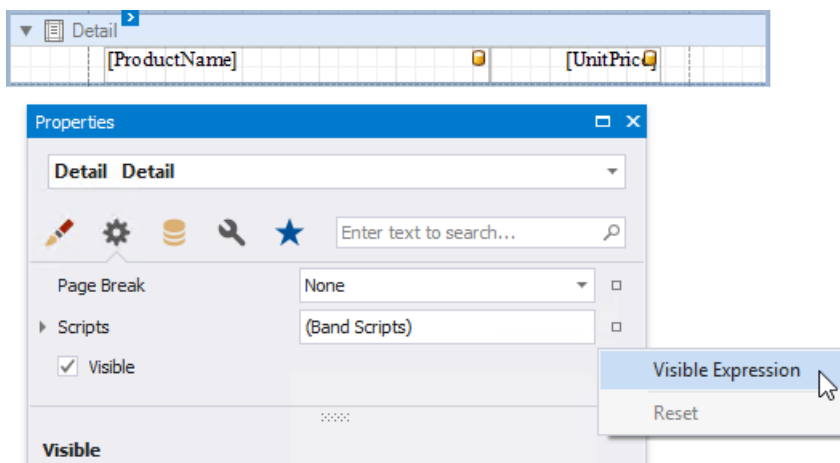 Detail
[ProductName] [UnitPric
Properties
Detail Detail
Enter text to search...
Page Break None
Scripts (Band Scripts)
Visible
Visible Expression
Reset
Visible